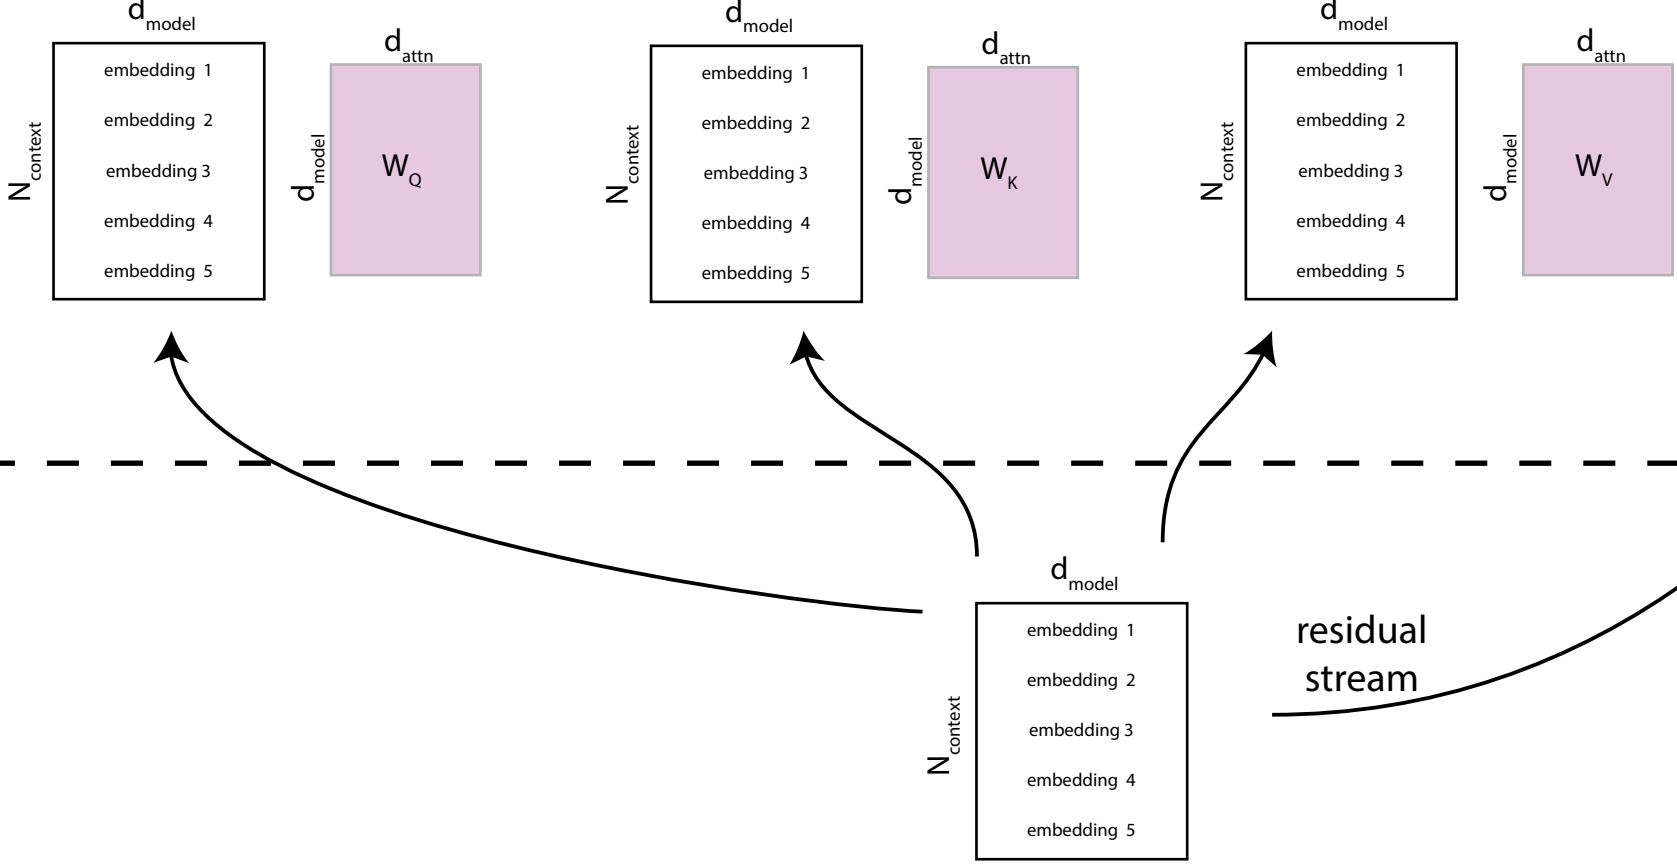 d_model
d_attn
N_context
embedding 1
embedding 2
embedding 3
embedding 4
embedding 5
d_model
W_Q
d_model
d_attn
N_context
embedding 1
embedding 2
embedding 3
embedding 4
embedding 5
d_model
W_K
d_model
d_attn
N_context
embedding 1
embedding 2
embedding 3
embedding 4
embedding 5
d_model
W_V
d_model
N_context
embedding 1
embedding 2
embedding 3
embedding 4
embedding 5
residual
stream